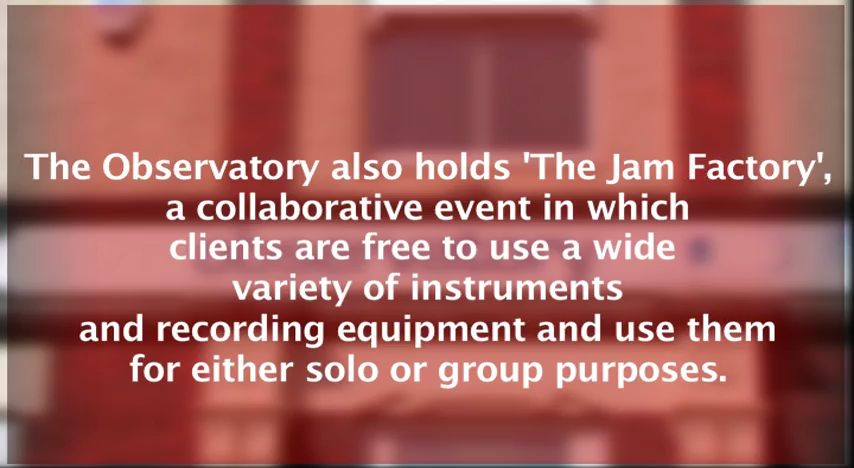 The Observatory also holds 'The Jam Factory',
a collaborative event in which
clients are free to use a wide
variety of instruments
and recording equipment and use them
for either solo or group purposes.